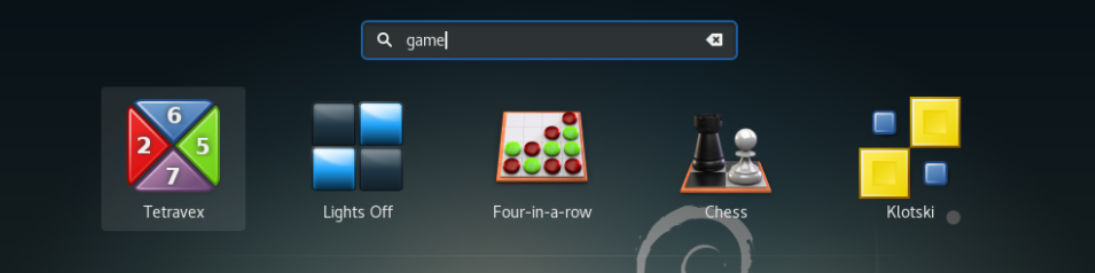 game
6
2 5
7
Tetravex
Lights Off
Four-in-a-row
Chess
Klotski